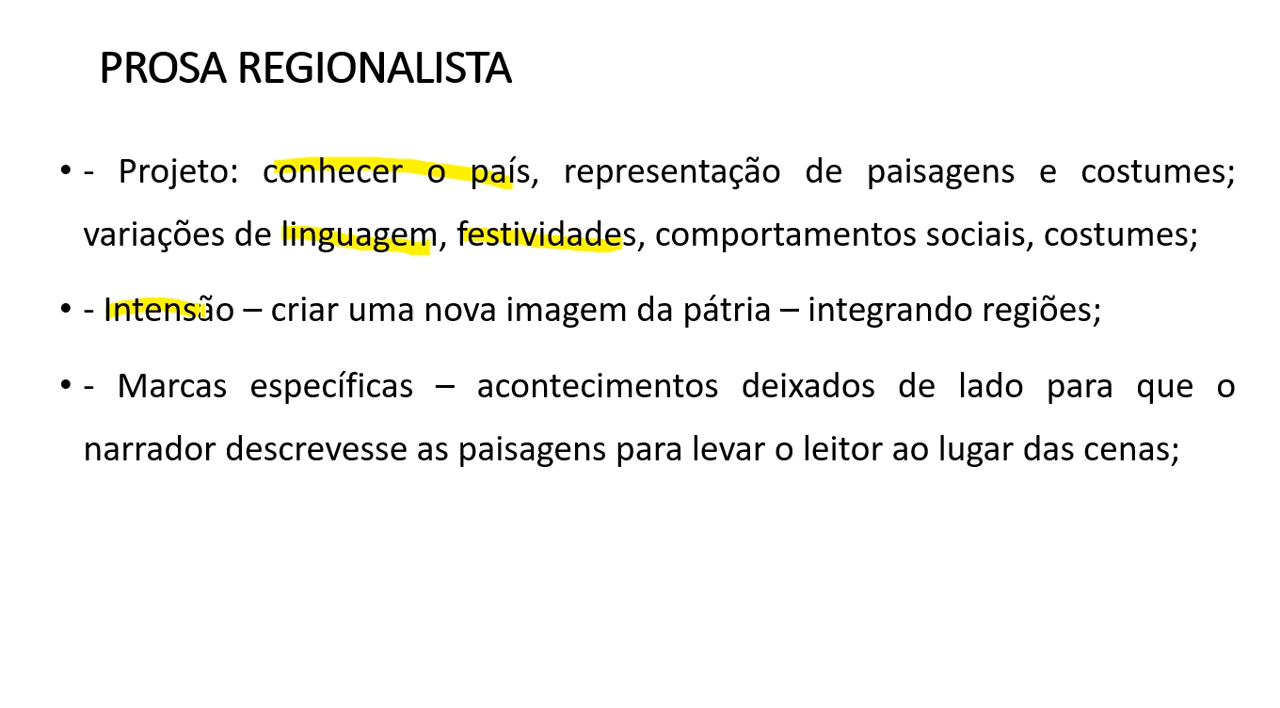 PROSA REGIONALISTA
• - Projeto: conhecer o país, representação de paisagens e costumes;
variações de linguagem, festividades, comportamentos sociais, costumes;
• - Intensão – criar uma nova imagem da pátria – integrando regiões;
• - Marcas específicas – acontecimentos deixados de lado para que o
narrador descrevesse as paisagens para levar o leitor ao lugar das cenas;